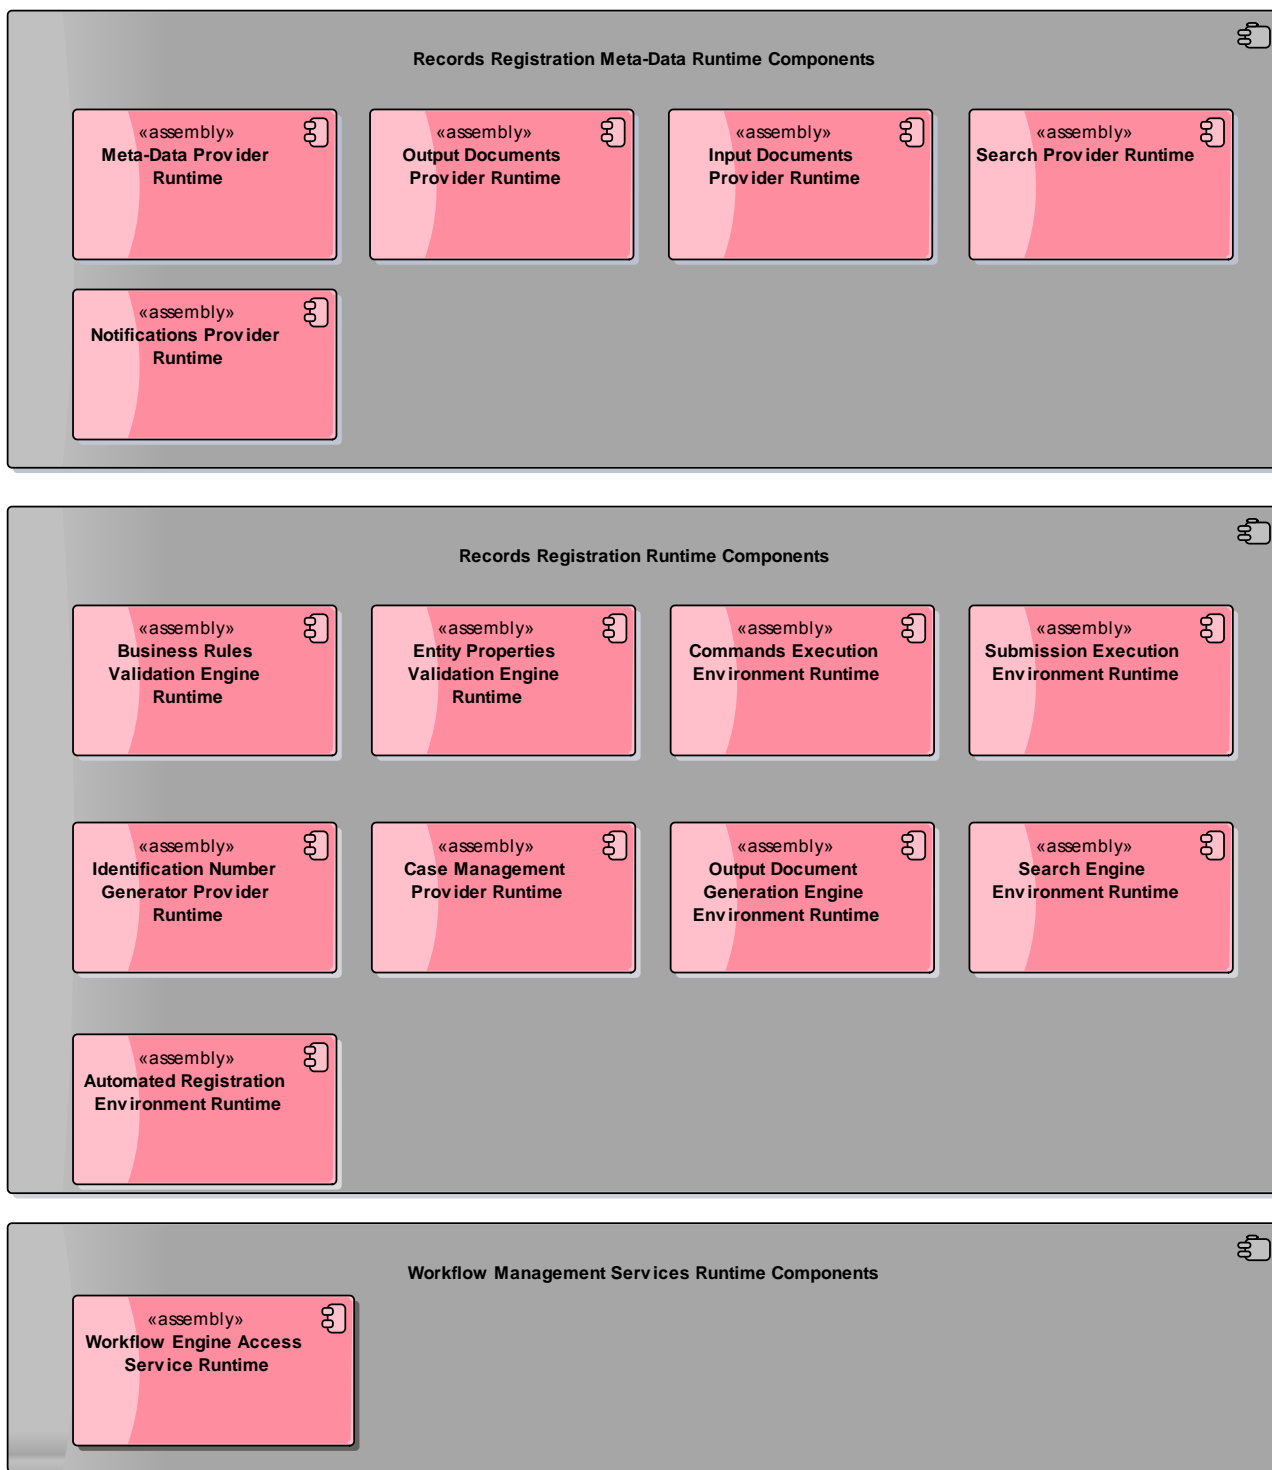 Records Registration Meta-Data Runtime Components
«assembly»
Meta-Data Provider
Runtime
«assembly»
Output Documents
Provider Runtime
«assembly»
Input Documents
Provider Runtime
«assembly»
Search Provider Runtime
«assembly»
Notifications Provider
Runtime
Records Registration Runtime Components
«assembly»
Business Rules
Validation Engine
Runtime
«assembly»
Entity Properties
Validation Engine
Runtime
«assembly»
Commands Execution
Environment Runtime
«assembly»
Submission Execution
Environment Runtime
«assembly»
Identification Number
Generator Provider
Runtime
«assembly»
Case Management
Provider Runtime
«assembly»
Output Document
Generation Engine
Environment Runtime
«assembly»
Search Engine
Environment Runtime
«assembly»
Automated Registration
Environment Runtime
Workflow Management Services Runtime Components
«assembly»
Workflow Engine Access
Service Runtime